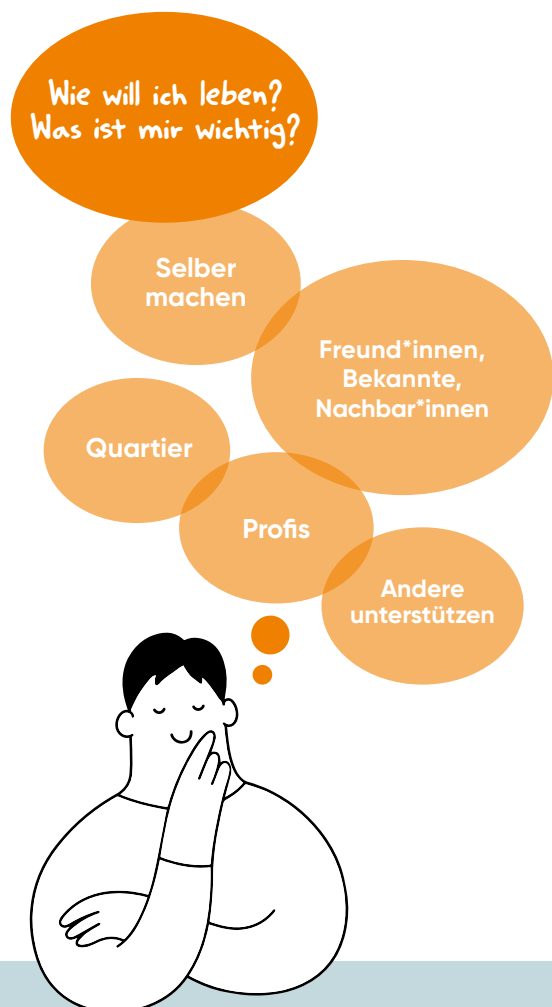 Wie will ich leben?
Was ist mir wichtig?
Selber
machen
Freund*innen,
Bekannte,
Nachbar*innen
Quartier
Profis
Andere
unterstützen